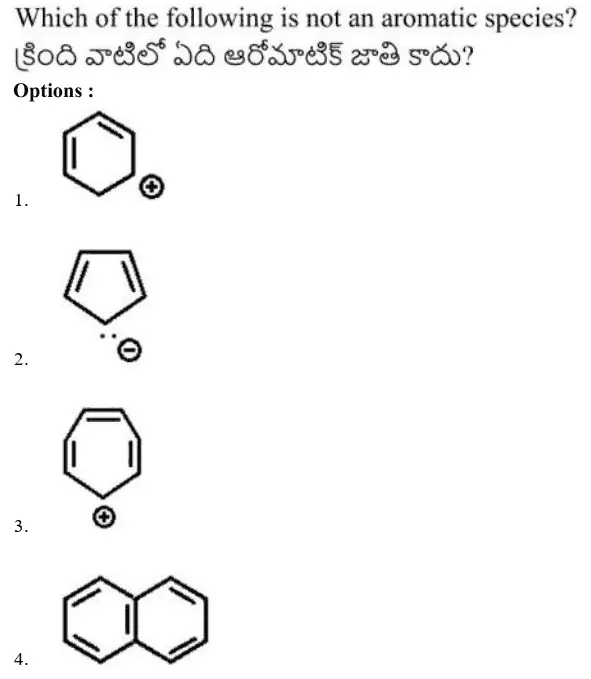 Which of the following is not an aromatic species?
క్రింది వాటిలో ఏది ఆరోమాటిక్ జాతి కాదు?
Options :
1.
⊕
2.
..⊖
3.
⊕
4.